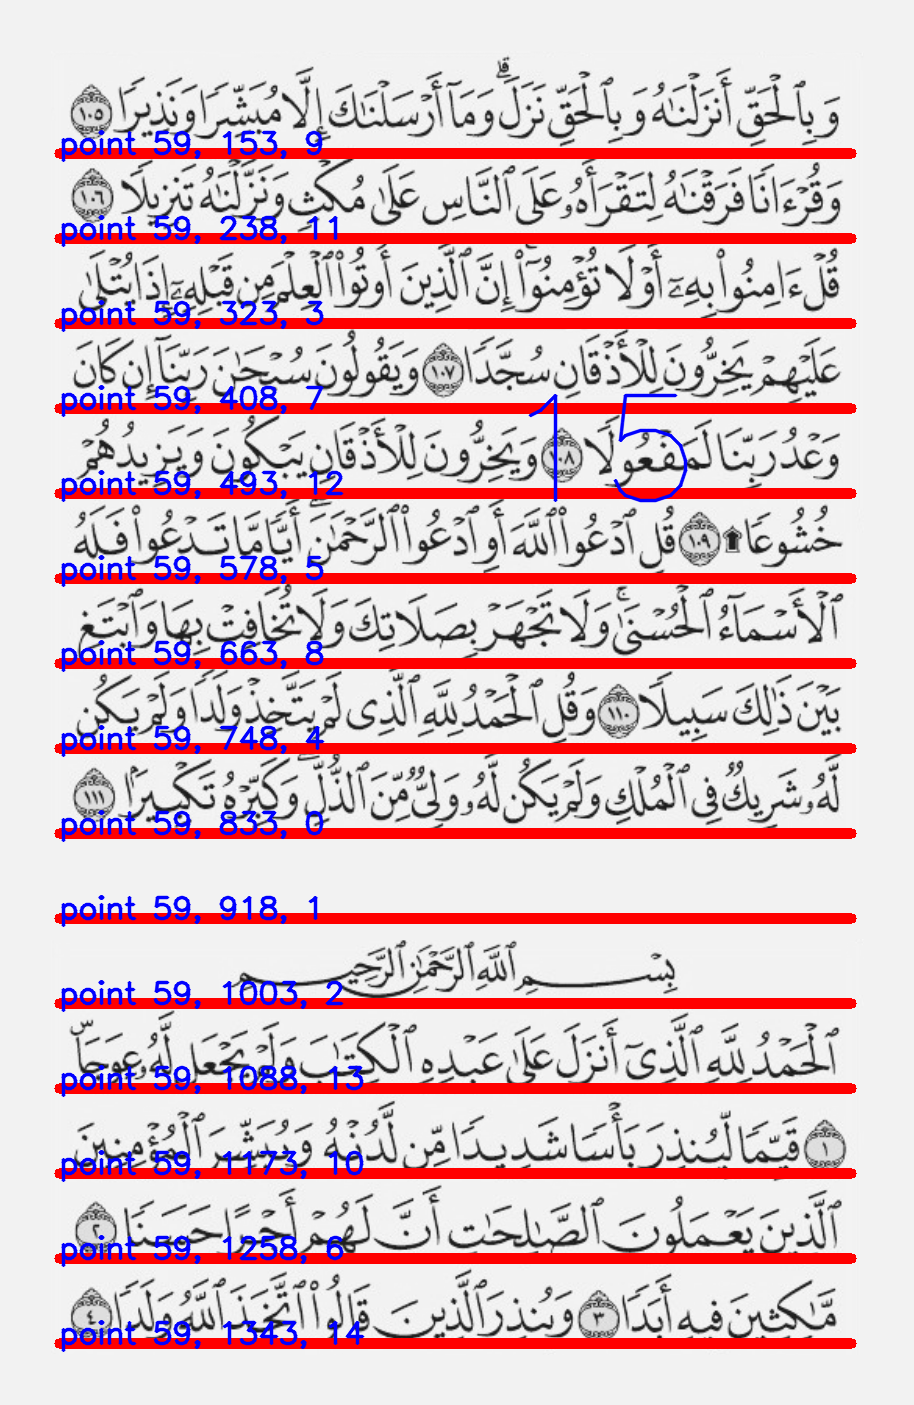 وَبِٱلْحَقِّ أَنزَلْنَٰهُ وَبِٱلْحَقِّ نَزَلَ ۗ وَمَآ أَرْسَلْنَٰكَ إِلَّا مُبَشِّرًا وَنَذِيرًا ١٠٥
point 59, 153, 9
وَقُرْءَانًا فَرَقْنَٰهُ لِتَقْرَأَهُۥ عَلَى ٱلنَّاسِ عَلَىٰ مُكْثٍ وَنَزَّلْنَٰهُ تَنزِيلًا ١٠٦
point 59, 238, 11
قُلْ ءَامِنُوا۟ بِهِۦٓ أَوْ لَا تُؤْمِنُوٓا۟ ۚ إِنَّ ٱلَّذِينَ أُوتُوا۟ ٱلْعِلْمَ مِن قَبْلِهِۦٓ إِذَا يُتْلَىٰ
point 59, 323, 3
عَلَيْهِمْ يَخِرُّونَ لِلْأَذْقَانِ سُجَّدًا ١٠٧ وَيَقُولُونَ سُبْحَٰنَ رَبِّنَآ إِن كَانَ
point 59, 408, 7
وَعْدُ رَبِّنَا لَمَفْعُولًا ١٠٨ وَيَخِرُّونَ لِلْأَذْقَانِ يَبْكُونَ وَيَزِيدُهُمْ
15
point 59, 493, 12
خُشُوعًا ۩ ١٠٩ قُلِ ٱدْعُوا۟ ٱللَّهَ أَوِ ٱدْعُوا۟ ٱلرَّحْمَٰنَ ۖ أَيًّا مَّا تَدْعُوا۟ فَلَهُ
point 59, 578, 5
ٱلْأَسْمَآءُ ٱلْحُسْنَىٰ ۚ وَلَا تَجْهَرْ بِصَلَاتِكَ وَلَا تُخَافِتْ بِهَا وَٱبْتَغِ
point 59, 663, 8
بَيْنَ ذَٰلِكَ سَبِيلًا ١١٠ وَقُلِ ٱلْحَمْدُ لِلَّهِ ٱلَّذِى لَمْ يَتَّخِذْ وَلَدًا وَلَمْ يَكُن
point 59, 748, 4
لَّهُۥ شَرِيكٌ فِى ٱلْمُلْكِ وَلَمْ يَكُن لَّهُۥ وَلِىٌّ مِّنَ ٱلذُّلِّ ۖ وَكَبِّرْهُ تَكْبِيرًۢا ١١١
point 59, 833, 0
point 59, 918, 1
بِسْمِ ٱللَّهِ ٱلرَّحْمَٰنِ ٱلرَّحِيمِ
point 59, 1003, 2
ٱلْحَمْدُ لِلَّهِ ٱلَّذِىٓ أَنزَلَ عَلَىٰ عَبْدِهِ ٱلْكِتَٰبَ وَلَمْ يَجْعَل لَّهُۥ عِوَجَا ۜ
point 59, 1088, 13
١ قَيِّمًا لِّيُنذِرَ بَأْسًا شَدِيدًا مِّن لَّدُنْهُ وَيُبَشِّرَ ٱلْمُؤْمِنِينَ
point 59, 1173, 10
ٱلَّذِينَ يَعْمَلُونَ ٱلصَّٰلِحَٰتِ أَنَّ لَهُمْ أَجْرًا حَسَنًا ٢
point 59, 1258, 6
مَّٰكِثِينَ فِيهِ أَبَدًا ٣ وَيُنذِرَ ٱلَّذِينَ قَالُوا۟ ٱتَّخَذَ ٱللَّهُ وَلَدًا ٤
point 59, 1343, 14